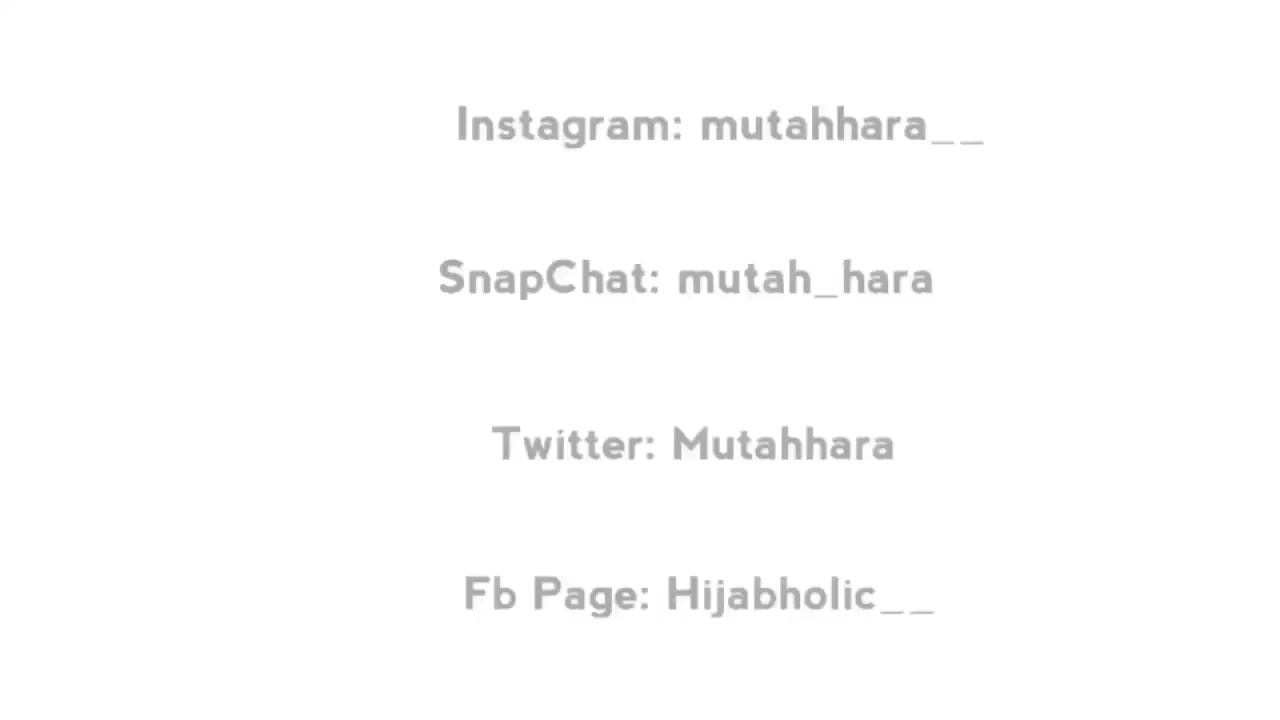 Instagram: mutahhara__
SnapChat: mutah_hara
Twitter: Mutahhara
Fb Page: Hijabholic__